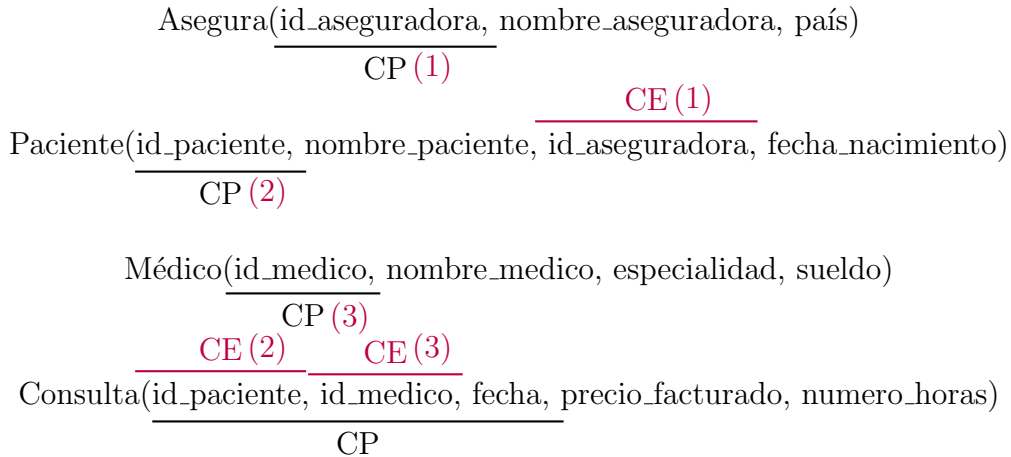 Asegura(id_aseguradora, nombre_aseguradora, país)
CP (1)
CE (1)
Paciente(id_paciente, nombre_paciente, id_aseguradora, fecha_nacimiento)
CP (2)
Médico(id_medico, nombre_medico, especialidad, sueldo)
CP (3)
CE (2) CE (3)
Consulta(id_paciente, id_medico, fecha, precio_facturado, numero_horas)
CP